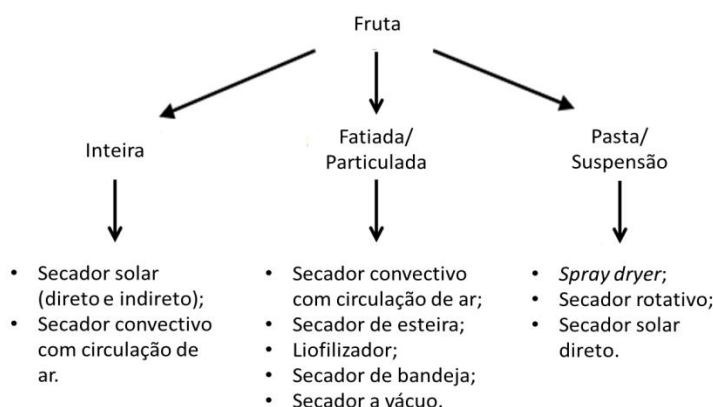 Fruta
Inteira
Fatiada/
Particulada
Pasta/
Suspensão
• Secador solar
(direto e indireto);
• Secador convectivo
com circulação de
ar.
• Secador convectivo
com circulação de ar;
• Secador de esteira;
• Liofilizador;
• Secador de bandeja;
• Secador a vácuo.
• Spray dryer;
• Secador rotativo;
• Secador solar
direto.